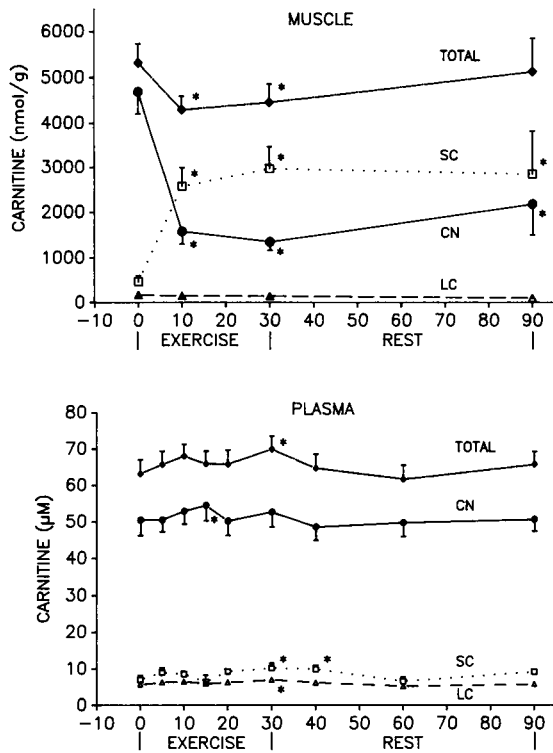 MUSCLE
CARNITINE (nmol/g)
6000
5000
4000
3000
2000
1000
0
TOTAL
SC
CN
LC
* *
* * *
* * *
-10 0 10 20 30 40 50 60 70 80 90
| EXERCISE | REST |
PLASMA
CARNITINE (µM)
80
70
60
50
40
30
20
10
0
TOTAL
CN
SC
LC
*
*
* *
*
-10 0 10 20 30 40 50 60 70 80 90
| EXERCISE | REST |